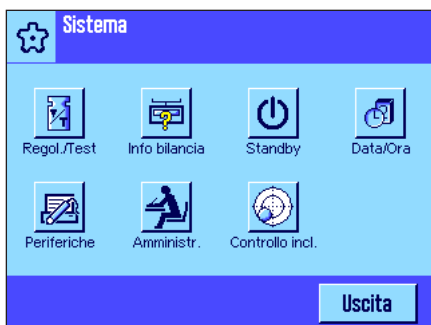 Sistema
Regol./Test
Info bilancia
Standby
Data/Ora
Periferiche
Amministr.
Controllo incl.
Uscita